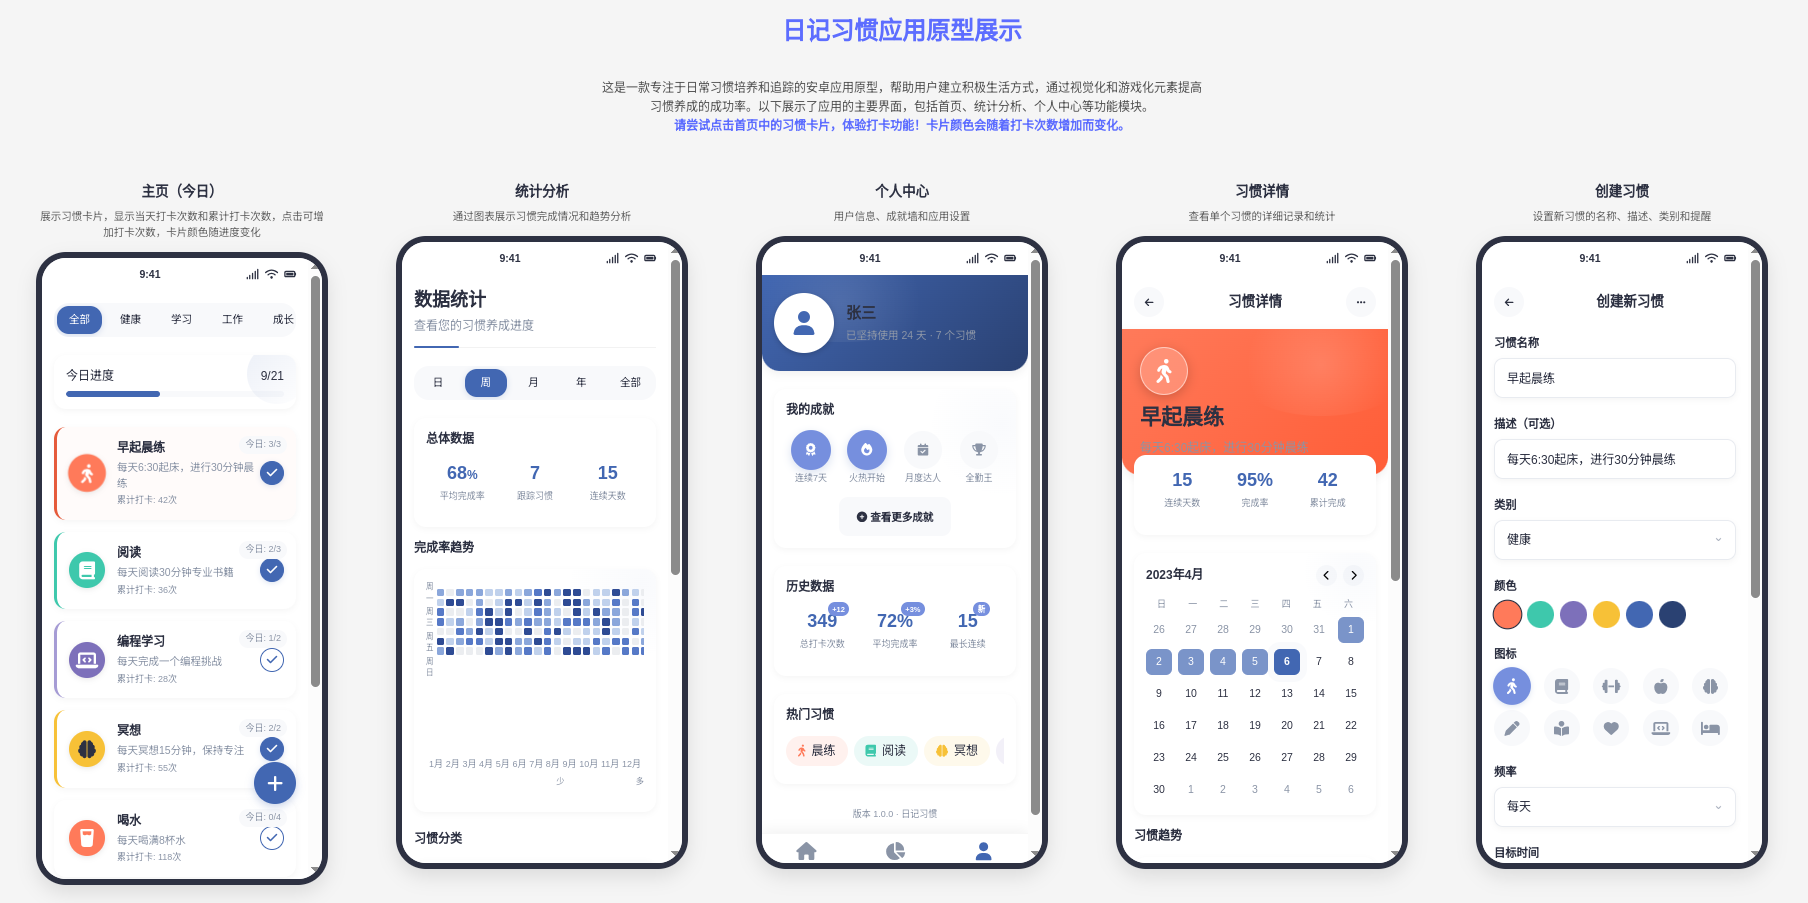 日记习惯应用原型展示
这是一款专注于日常习惯培养和追踪的安卓应用原型，帮助用户建立积极生活方式，通过视觉化和游戏化元素提高
习惯养成的成功率。以下展示了应用的主要界面，包括首页、统计分析、个人中心等功能模块。
请尝试点击首页中的习惯卡片，体验打卡功能！卡片颜色会随着打卡次数增加而变化。
主页（今日）
展示习惯卡片，显示当天打卡次数和累计打卡次数，点击可增
加打卡次数，卡片颜色随进度变化
9:41
全部 健康 学习 工作 成长
今日进度 9/21
早起晨练 今日: 3/3
每天6:30起床，进行30分钟晨
练
累计打卡: 42次
阅读 今日: 2/3
每天阅读30分钟专业书籍
累计打卡: 36次
编程学习 今日: 1/2
每天完成一个编程挑战
累计打卡: 28次
冥想 今日: 2/2
每天冥想15分钟，保持专注
累计打卡: 55次
喝水 今日: 0/4
每天喝满8杯水
累计打卡: 118次
统计分析
通过图表展示习惯完成情况和趋势分析
9:41
数据统计
查看您的习惯养成进度
日 周 月 年 全部
总体数据
68% 7 15
平均完成率 跟踪习惯 连续天数
完成率趋势
周
一
周
三
周
五
周
日
1月 2月 3月 4月 5月 6月 7月 8月 9月 10月 11月 12月
少 多
习惯分类
个人中心
用户信息、成就墙和应用设置
9:41
张三
已坚持使用 24 天 · 7 个习惯
我的成就
连续7天 火热开始 月度达人 全勤王
查看更多成就
历史数据
349 +12 72% +3% 15 新
总打卡次数 平均完成率 最长连续
热门习惯
晨练 阅读 冥想
版本 1.0.0 · 日记习惯
习惯详情
查看单个习惯的详细记录和统计
9:41
习惯详情
早起晨练
每天6:30起床，进行30分钟晨练
15 95% 42
连续天数 完成率 累计完成
2023年4月
日 一 二 三 四 五 六
26 27 28 29 30 31 1
2 3 4 5 6 7 8
9 10 11 12 13 14 15
16 17 18 19 20 21 22
23 24 25 26 27 28 29
30 1 2 3 4 5 6
习惯趋势
创建习惯
设置新习惯的名称、描述、类别和提醒
9:41
创建新习惯
习惯名称
早起晨练
描述（可选）
每天6:30起床，进行30分钟晨练
类别
健康
颜色
图标
频率
每天
目标时间